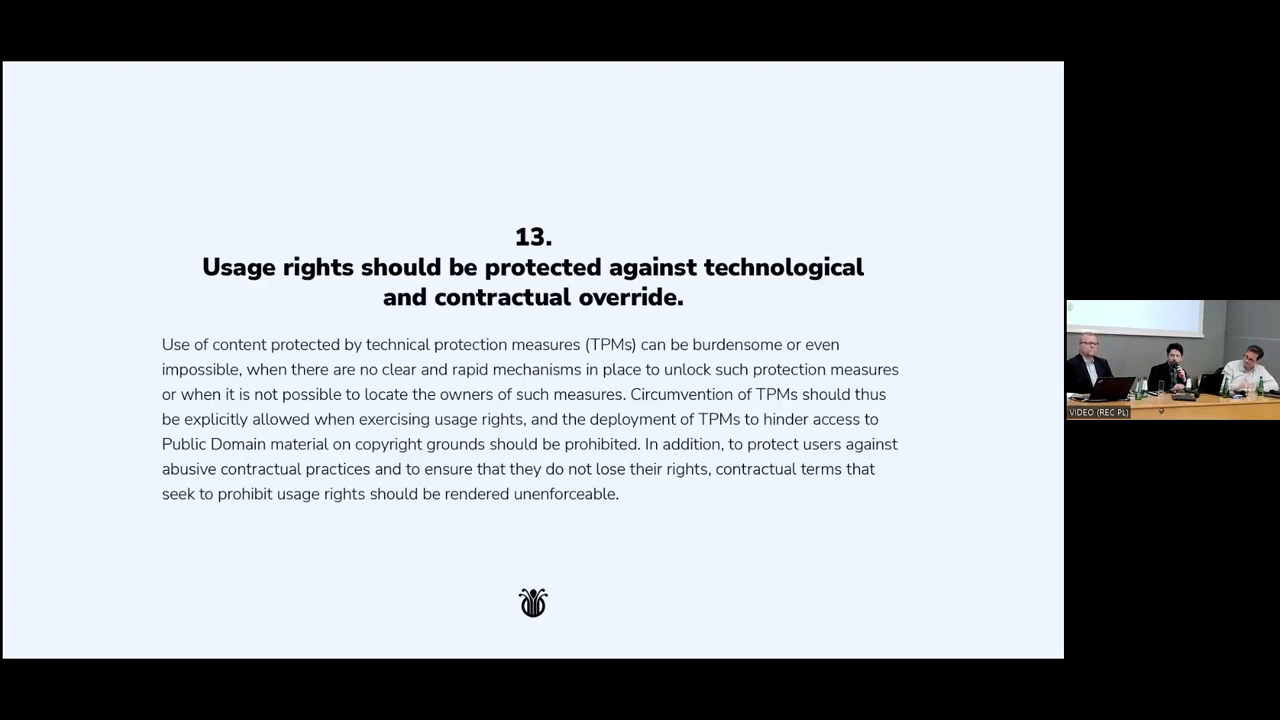 13.
Usage rights should be protected against technological
and contractual override.
Use of content protected by technical protection measures (TPMs) can be burdensome or even
impossible, when there are no clear and rapid mechanisms in place to unlock such protection measures
or when it is not possible to locate the owners of such measures. Circumvention of TPMs should thus
be explicitly allowed when exercising usage rights, and the deployment of TPMs to hinder access to
Public Domain material on copyright grounds should be prohibited. In addition, to protect users against
abusive contractual practices and to ensure that they do not lose their rights, contractual terms that
seek to prohibit usage rights should be rendered unenforceable.
VIDEO (REC PL)